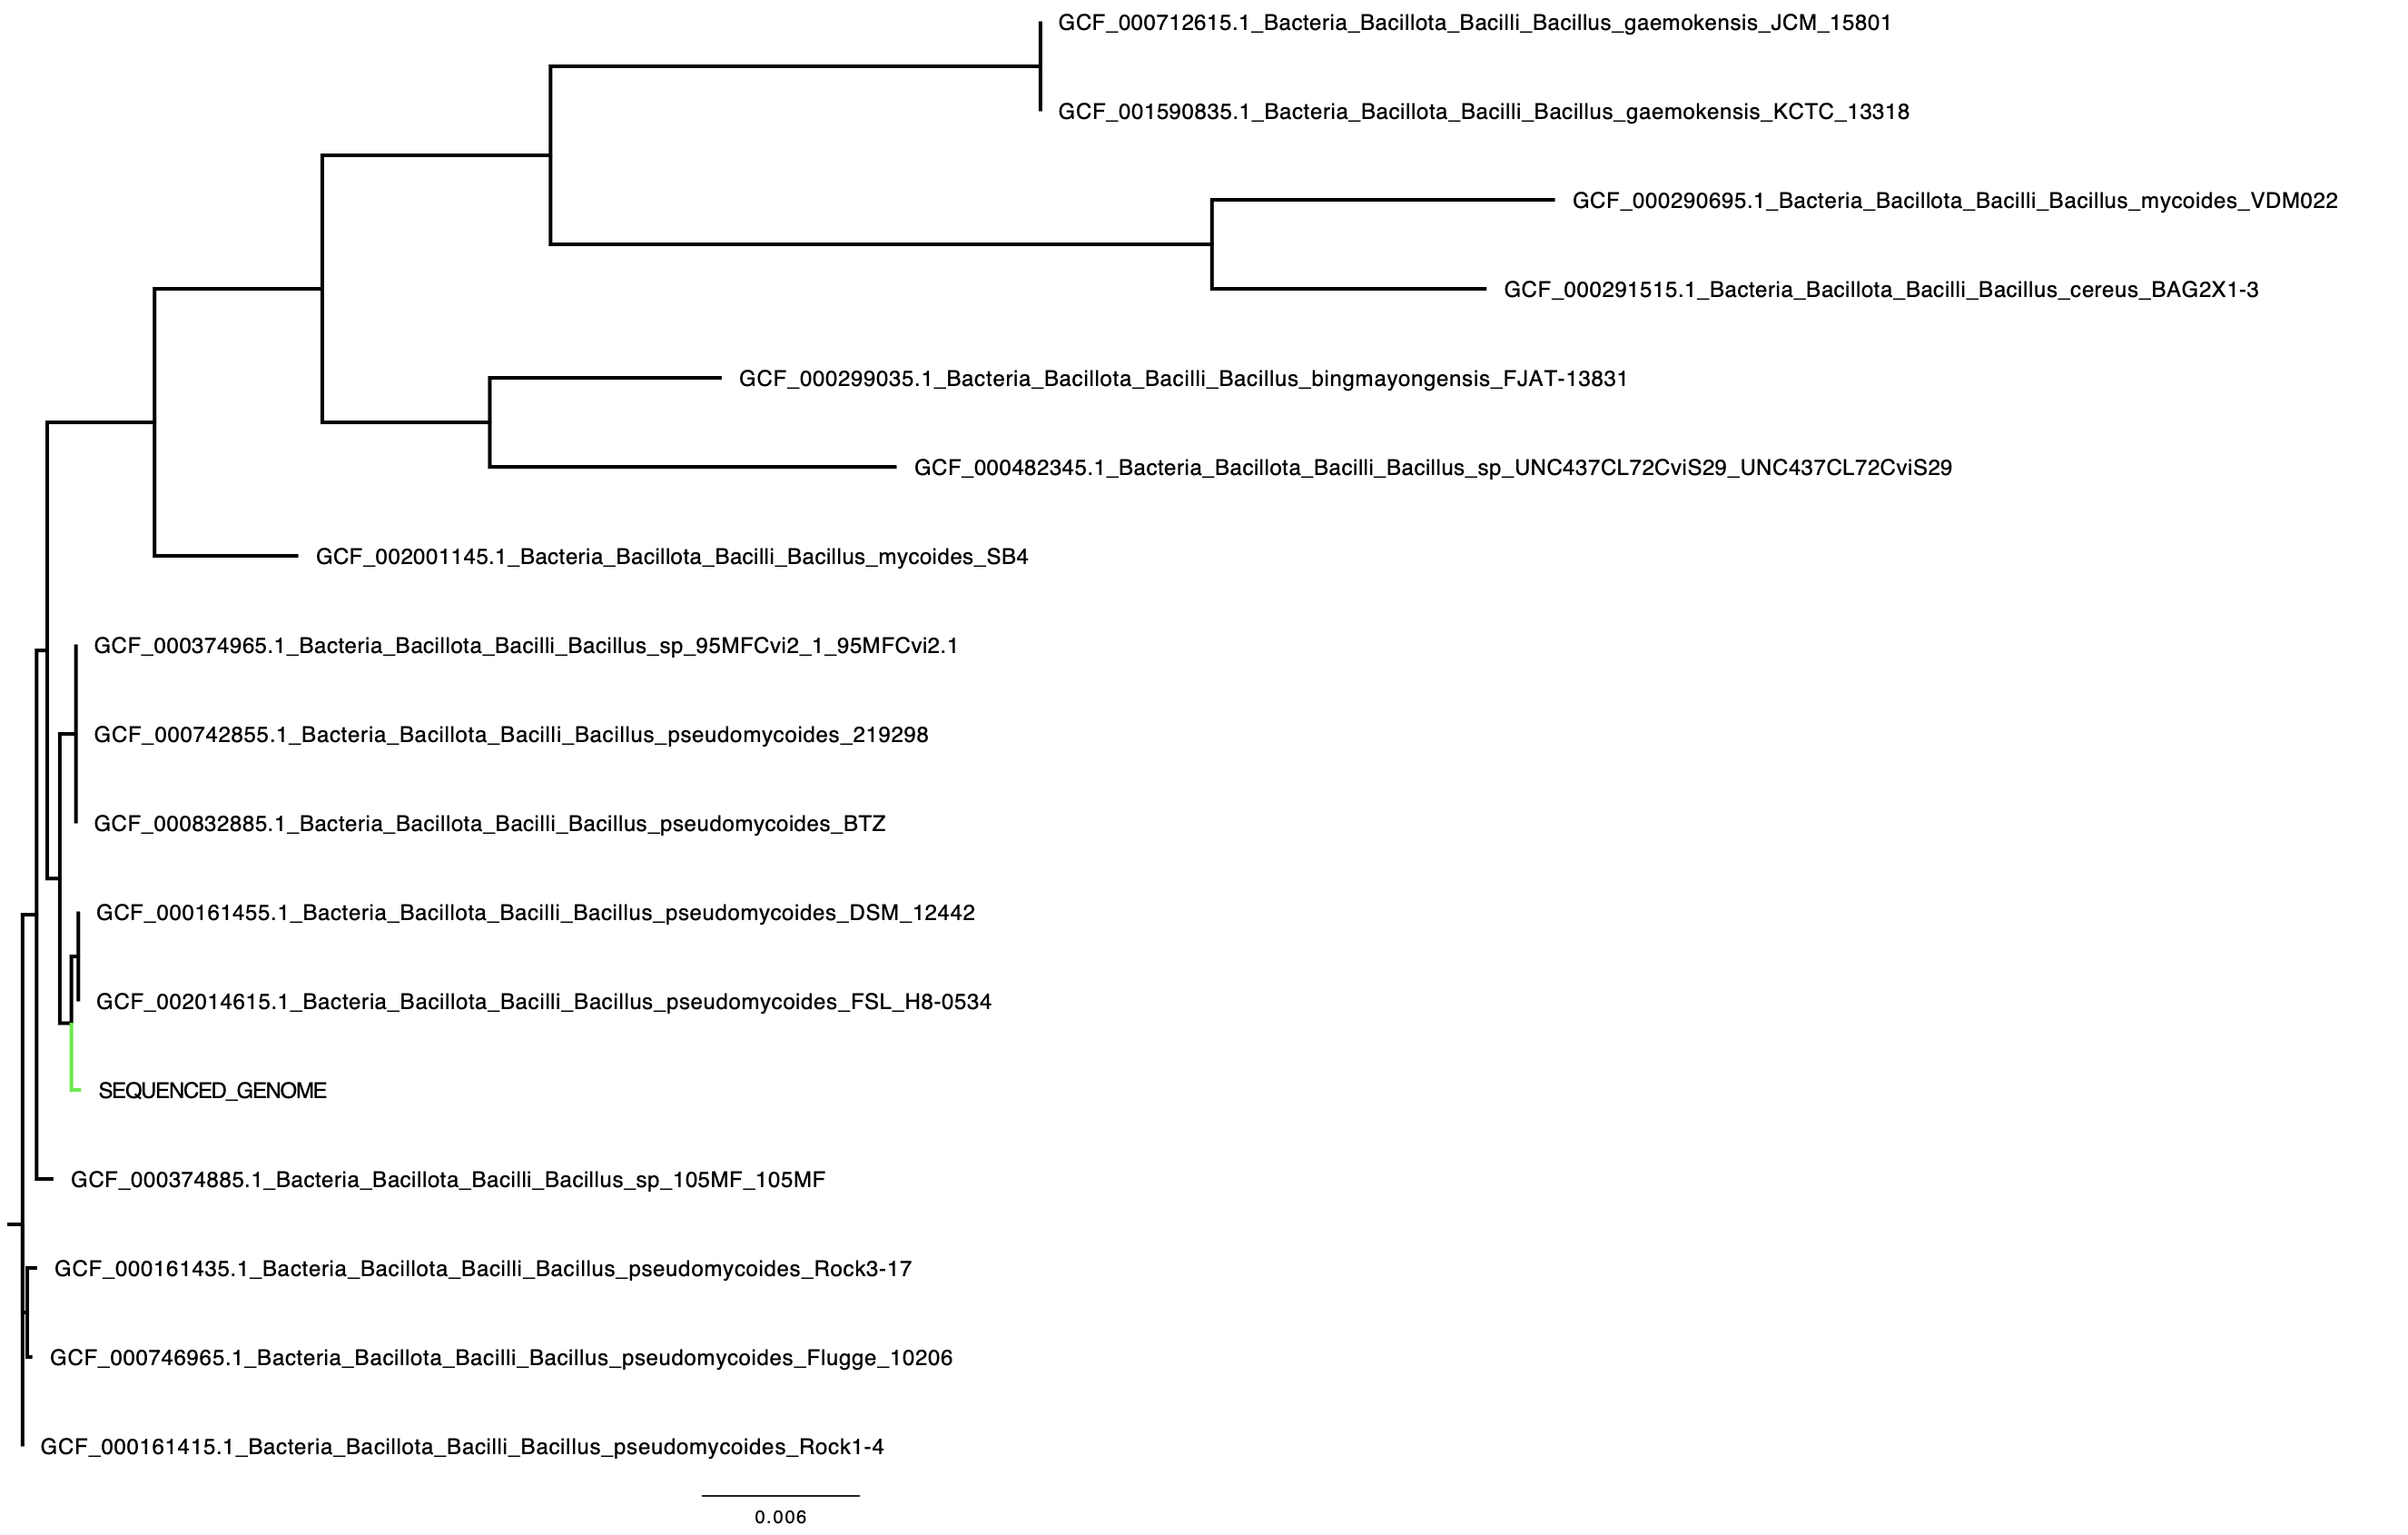 GCF_000712615.1_Bacteria_Bacillota_Bacilli_Bacillus_gaemokensis_JCM_15801
GCF_001590835.1_Bacteria_Bacillota_Bacilli_Bacillus_gaemokensis_KCTC_13318
GCF_000290695.1_Bacteria_Bacillota_Bacilli_Bacillus_mycoides_VDM022
GCF_000291515.1_Bacteria_Bacillota_Bacilli_Bacillus_cereus_BAG2X1-3
GCF_000299035.1_Bacteria_Bacillota_Bacilli_Bacillus_bingmayongensis_FJAT-13831
GCF_000482345.1_Bacteria_Bacillota_Bacilli_Bacillus_sp_UNC437CL72CviS29_UNC437CL72CviS29
GCF_002001145.1_Bacteria_Bacillota_Bacilli_Bacillus_mycoides_SB4
GCF_000374965.1_Bacteria_Bacillota_Bacilli_Bacillus_sp_95MFCvi2_1_95MFCvi2.1
GCF_000742855.1_Bacteria_Bacillota_Bacilli_Bacillus_pseudomycoides_219298
GCF_000832885.1_Bacteria_Bacillota_Bacilli_Bacillus_pseudomycoides_BTZ
GCF_000161455.1_Bacteria_Bacillota_Bacilli_Bacillus_pseudomycoides_DSM_12442
GCF_002014615.1_Bacteria_Bacillota_Bacilli_Bacillus_pseudomycoides_FSL_H8-0534
SEQUENCED_GENOME
GCF_000374885.1_Bacteria_Bacillota_Bacilli_Bacillus_sp_105MF_105MF
GCF_000161435.1_Bacteria_Bacillota_Bacilli_Bacillus_pseudomycoides_Rock3-17
GCF_000746965.1_Bacteria_Bacillota_Bacilli_Bacillus_pseudomycoides_Flugge_10206
GCF_000161415.1_Bacteria_Bacillota_Bacilli_Bacillus_pseudomycoides_Rock1-4
0.006